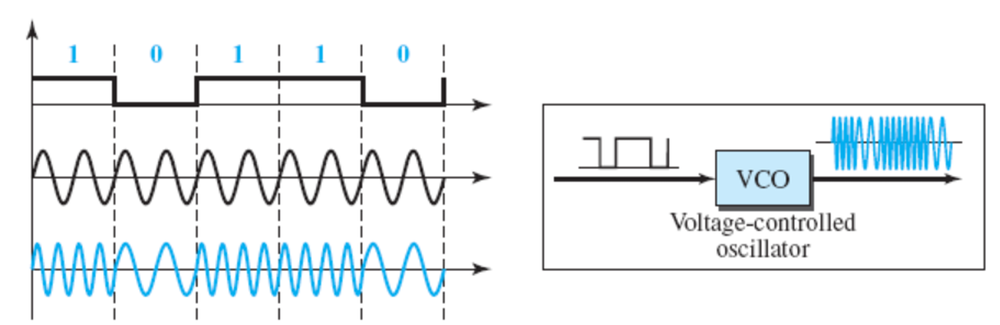 1 0 1 1 0
VCO
Voltage-controlled
oscillator